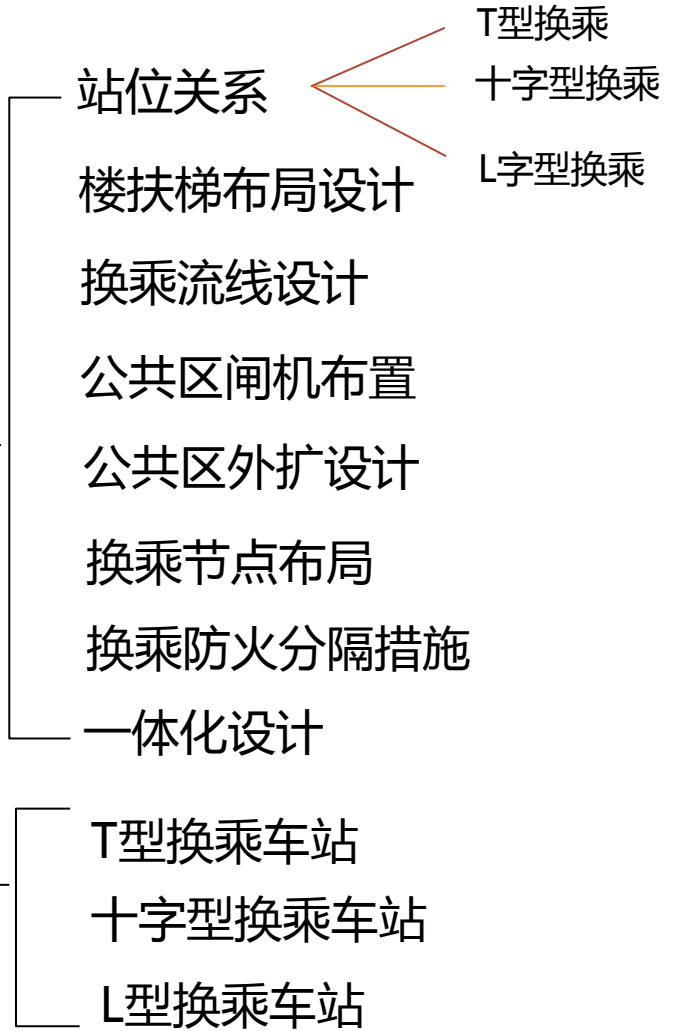 T型换乘
站位关系
十字型换乘
L字型换乘
楼扶梯布局设计
换乘流线设计
公共区闸机布置
公共区外扩设计
换乘节点布局
换乘防火分隔措施
一体化设计
T型换乘车站
十字型换乘车站
L型换乘车站